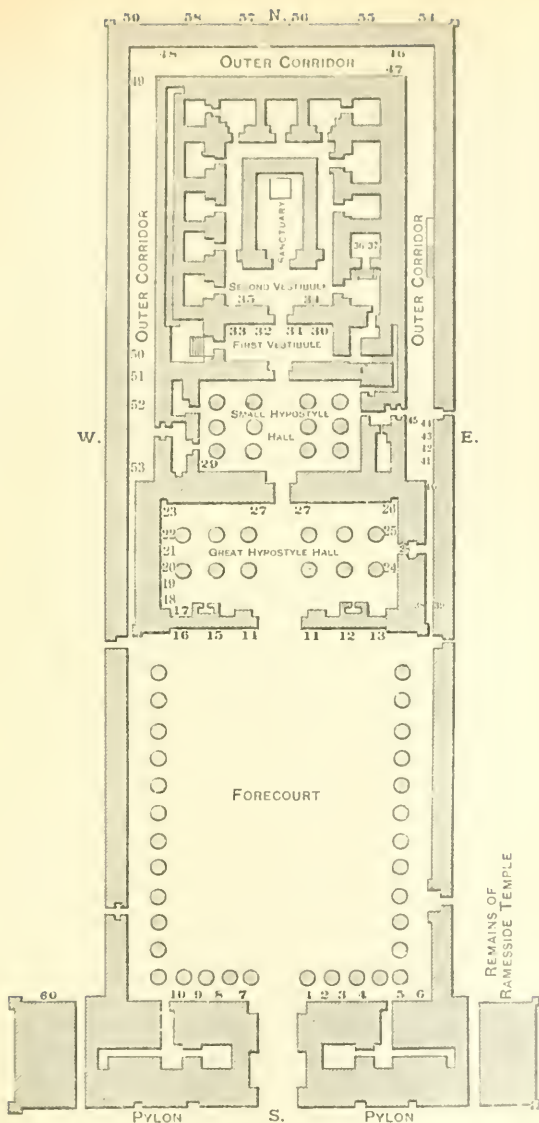 58 57 N. 56 55 54
48 46
OUTER CORRIDOR
49 47
OUTER CORRIDOR
SANCTUARY
36 37
OUTER CORRIDOR
SECOND VESTIBULE
35 34
33 32 31 30
50 FIRST VESTIBULE
51
52 SMALL HYPOSTYLE
W. HALL 45 44 E.
43
42
53 29 41
23 27 27 26
22 25
21 GREAT HYPOSTYLE HALL
20 24
19
18
17
16 15 11 12 13
FORECOURT
REMAINS OF
RAMESSIDE TEMPLE
60 10 9 8 7 1 2 3 4 5 6
PYLON S. PYLON